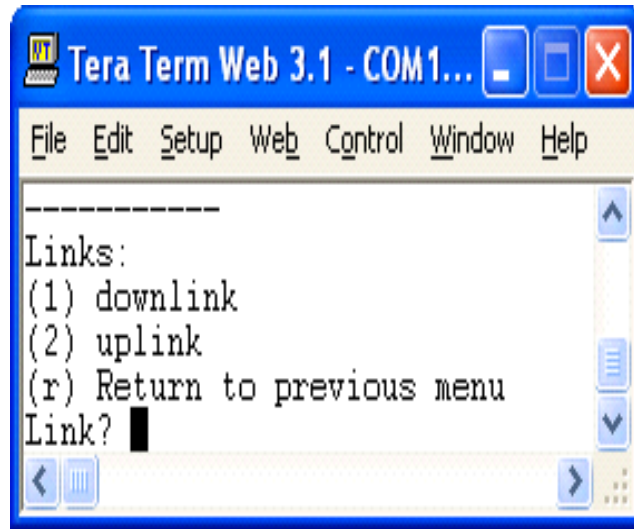 Tera Term Web 3.1 - COM1...
File Edit Setup Web Control Window Help
-----------
Links:
(1) downlink
(2) uplink
(r) Return to previous menu
Link?